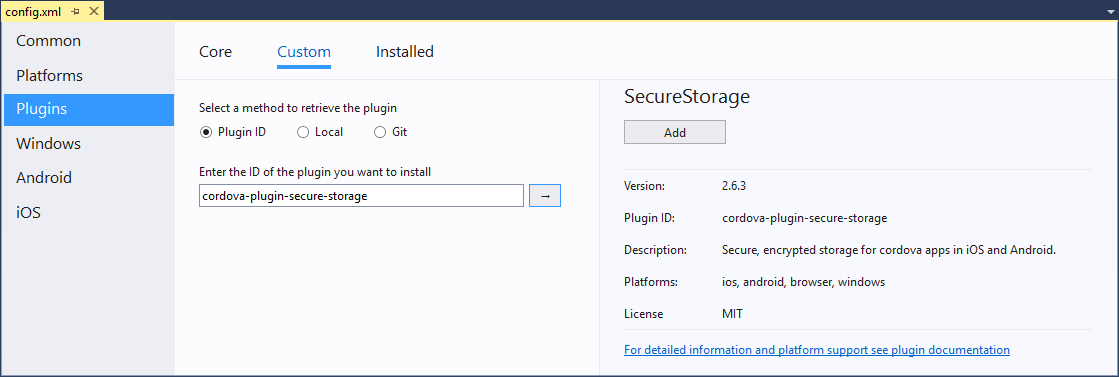 config.xml
Common
Platforms
Plugins
Windows
Android
iOS
Core Custom Installed
Select a method to retrieve the plugin
Plugin ID Local Git
Enter the ID of the plugin you want to install
cordova-plugin-secure-storage →
SecureStorage
Add
Version: 2.6.3
Plugin ID: cordova-plugin-secure-storage
Description: Secure, encrypted storage for cordova apps in iOS and Android.
Platforms: ios, android, browser, windows
License MIT
For detailed information and platform support see plugin documentation